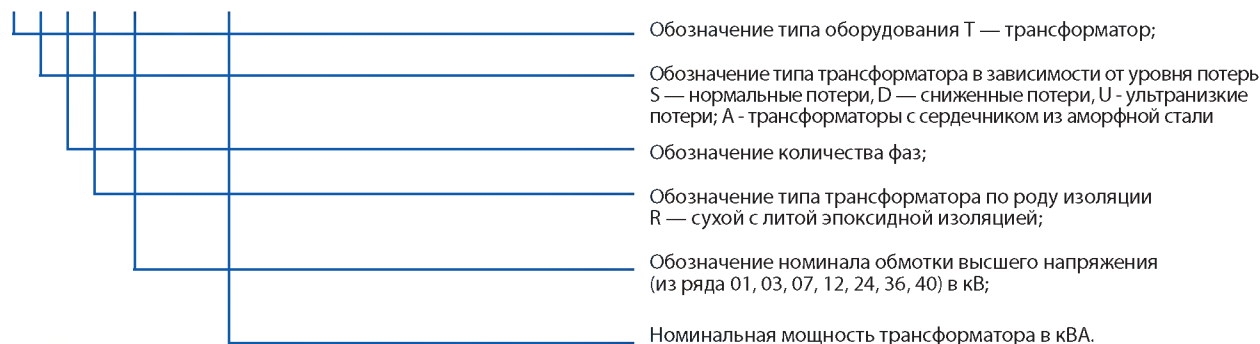 Обозначение типа оборудования Т — трансформатор;
Обозначение типа трансформатора в зависимости от уровня потерь
S — нормальные потери, D — сниженные потери, U - ультранизкие
потери; А - трансформаторы с сердечником из аморфной стали
Обозначение количества фаз;
Обозначение типа трансформатора по роду изоляции
R — сухой с литой эпоксидной изоляцией;
Обозначение номинала обмотки высшего напряжения
(из ряда 01, 03, 07, 12, 24, 36, 40) в кВ;
Номинальная мощность трансформатора в кВА.